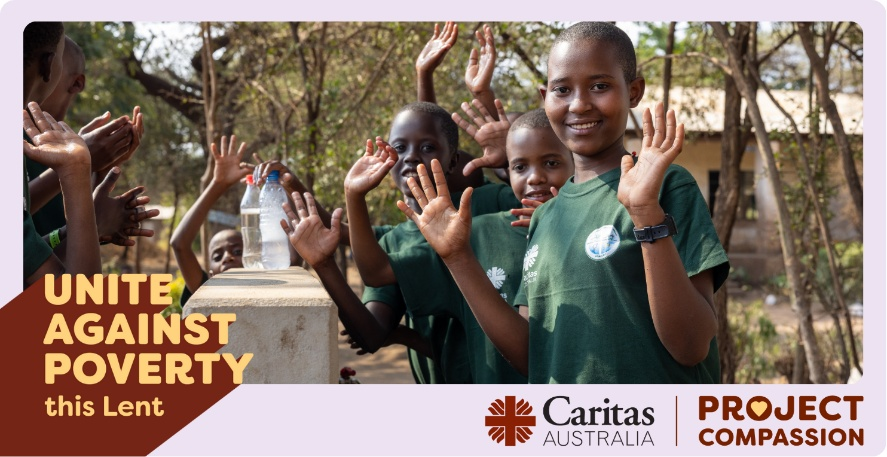 UNITE
AGAINST
POVERTY
this Lent
Caritas
AUSTRALIA
PROJECT
COMPASSION